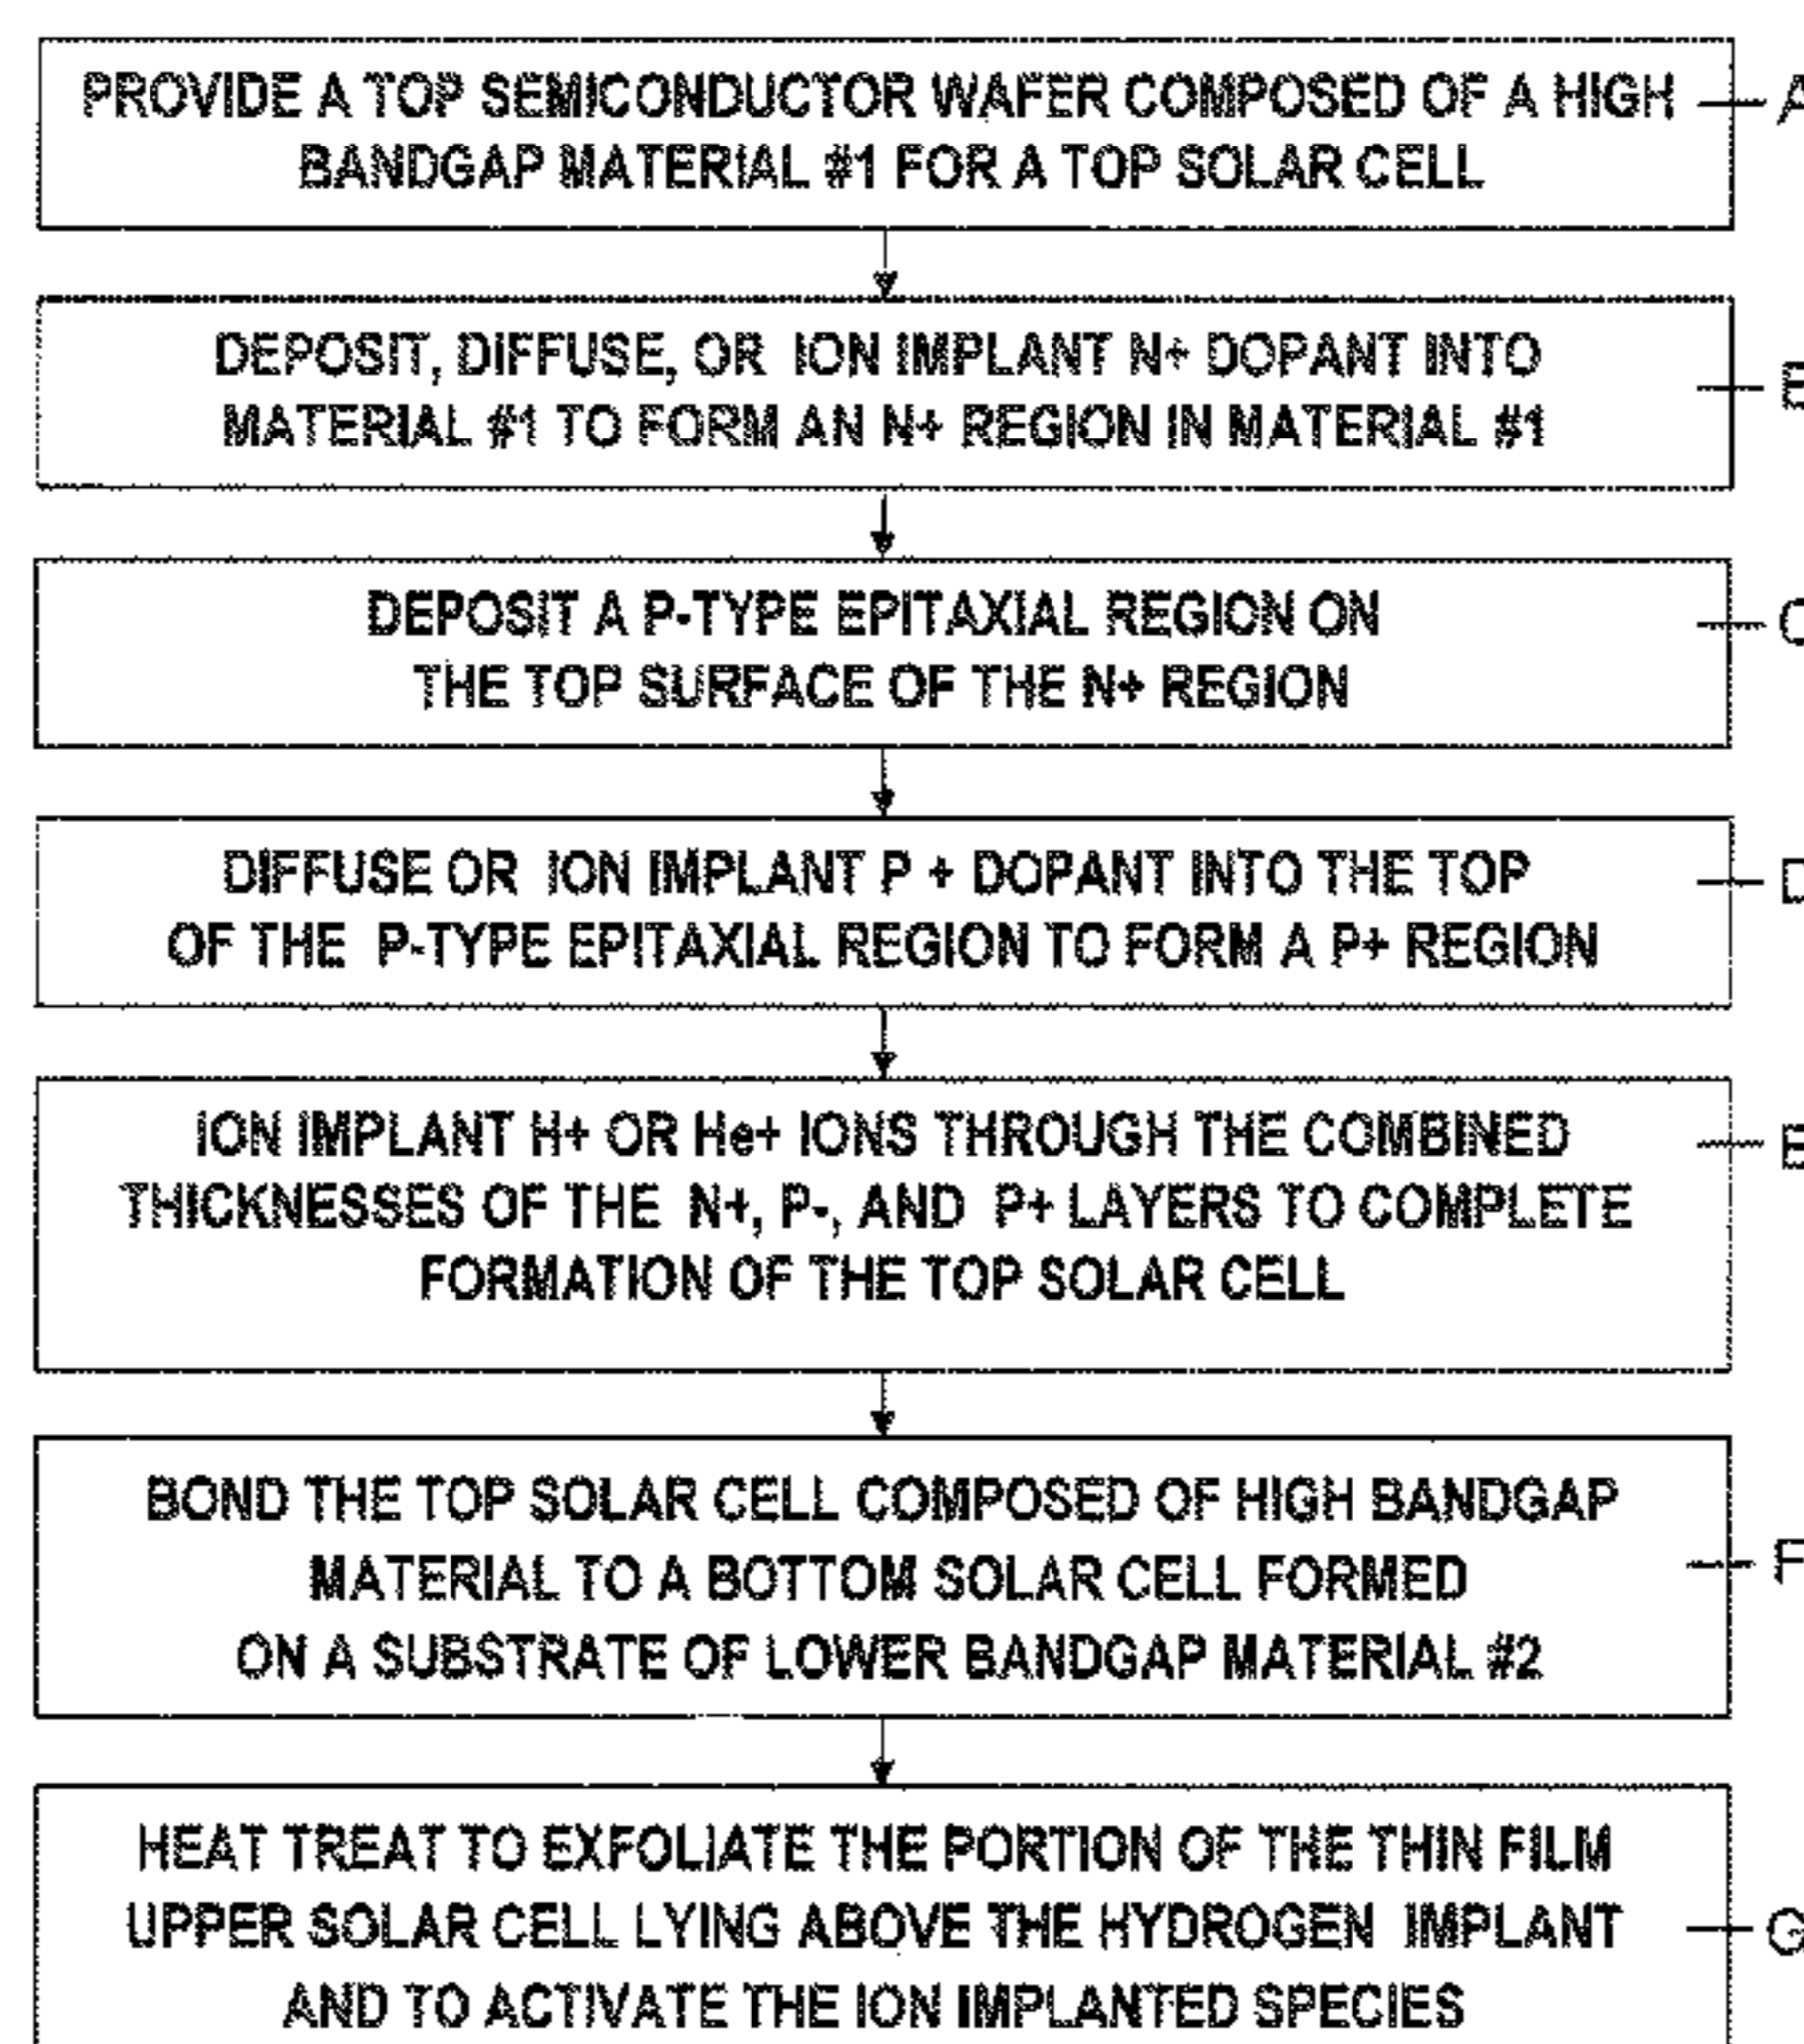 PROVIDE A TOP SEMICONDUCTOR WAFER COMPOSED OF A HIGH
BANDGAP MATERIAL #1 FOR A TOP SOLAR CELL
A
DEPOSIT, DIFFUSE, OR ION IMPLANT N+ DOPANT INTO
MATERIAL #1 TO FORM AN N+ REGION IN MATERIAL #1
B
DEPOSIT A P-TYPE EPITAXIAL REGION ON
THE TOP SURFACE OF THE N+ REGION
C
DIFFUSE OR ION IMPLANT P + DOPANT INTO THE TOP
OF THE P-TYPE EPITAXIAL REGION TO FORM A P+ REGION
D
ION IMPLANT H+ OR He+ IONS THROUGH THE COMBINED
THICKNESSES OF THE N+, P-, AND P+ LAYERS TO COMPLETE
FORMATION OF THE TOP SOLAR CELL
E
BOND THE TOP SOLAR CELL COMPOSED OF HIGH BANDGAP
MATERIAL TO A BOTTOM SOLAR CELL FORMED
ON A SUBSTRATE OF LOWER BANDGAP MATERIAL #2
F
HEAT TREAT TO EXFOLIATE THE PORTION OF THE THIN FILM
UPPER SOLAR CELL LYING ABOVE THE HYDROGEN IMPLANT
AND TO ACTIVATE THE ION IMPLANTED SPECIES
G